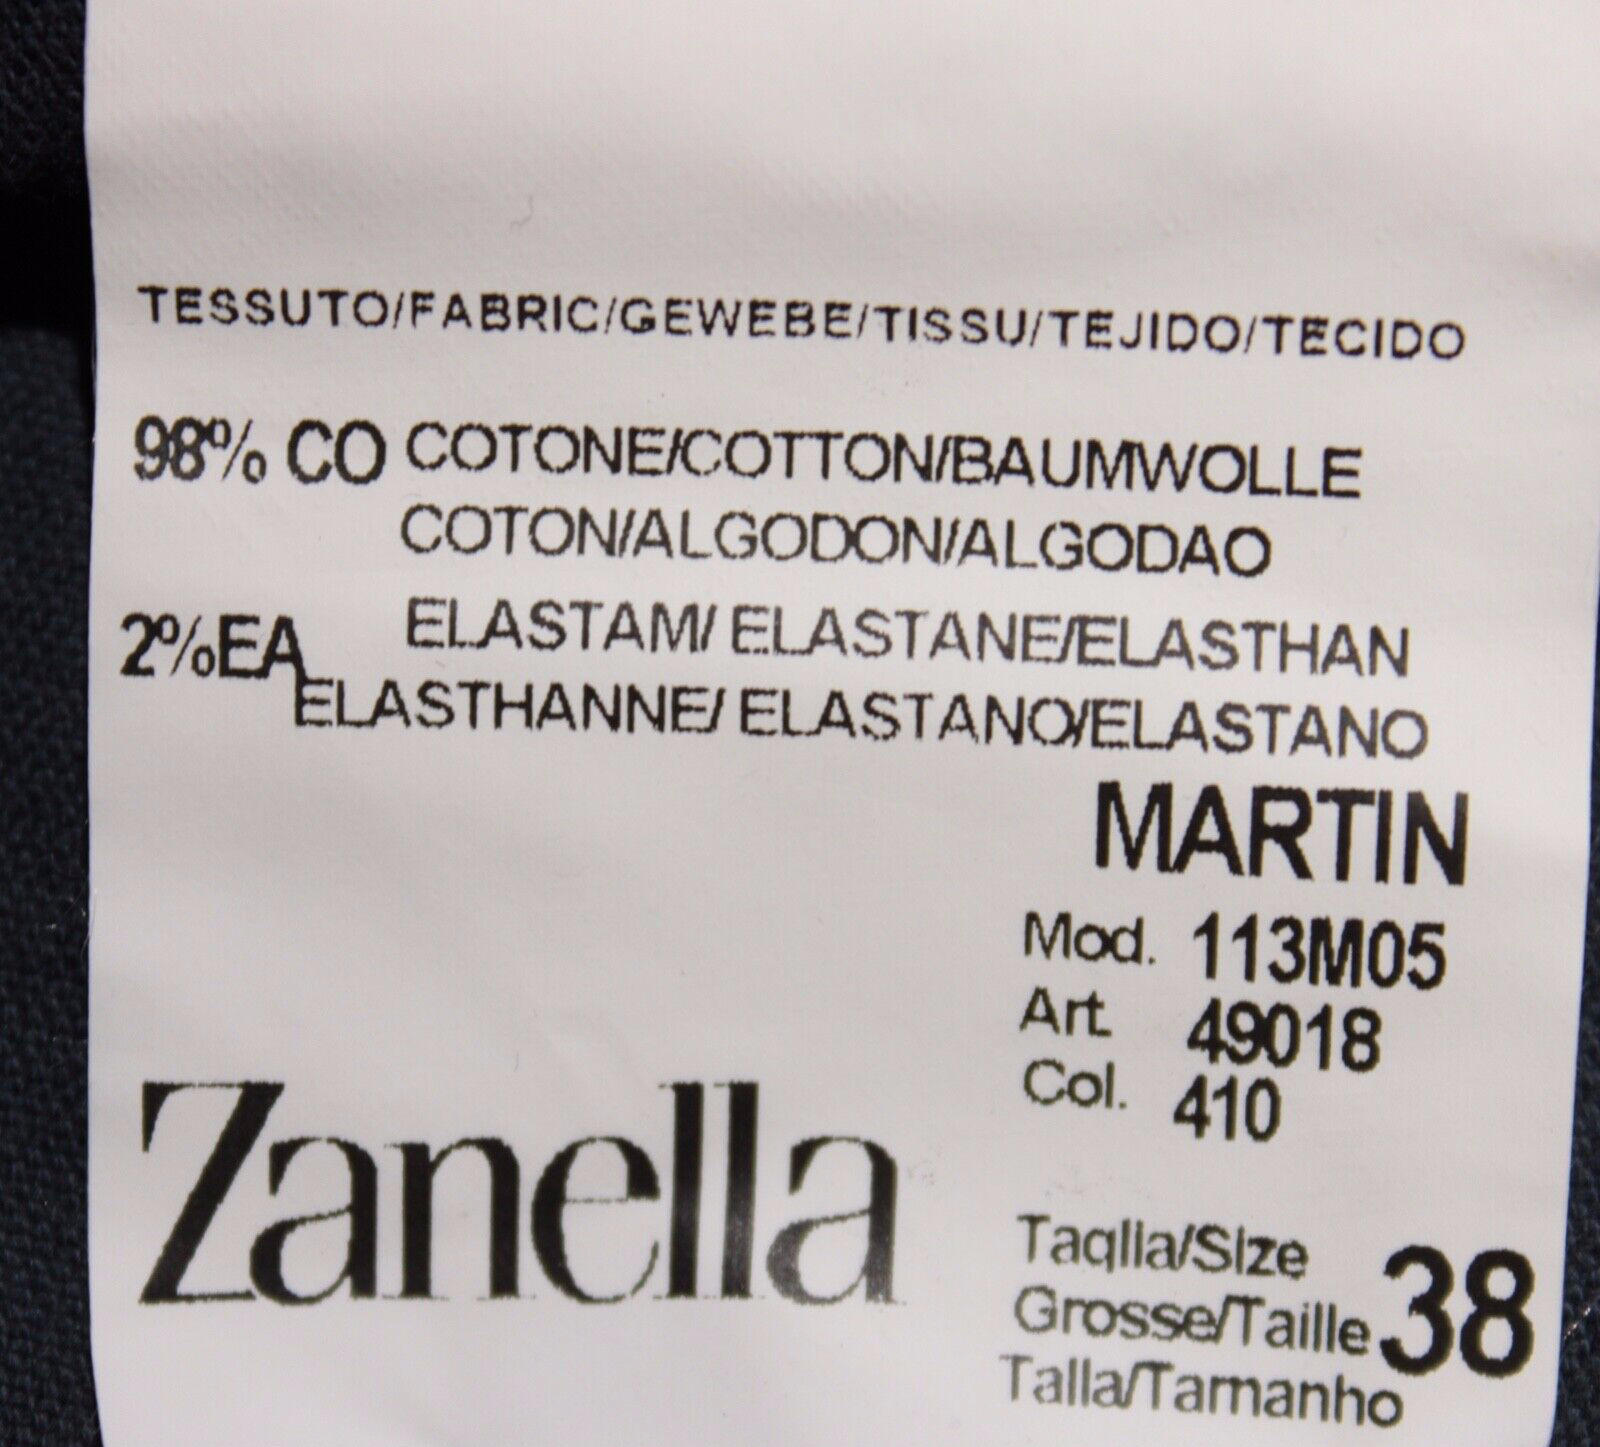 TESSUTO/FABRIC/GEWEBE/TISSU/TEJIDO/TECIDO
98% CO COTONE/COTTON/BAUMWOLLE
COTON/ALGODON/ALGODAO
2%EA ELASTAM/ ELASTANE/ELASTHAN
ELASTHANNE/ ELASTANO/ELASTANO
MARTIN
Mod. 113M05
Art. 49018
Col. 410
Zanella
Taglia/Size
Grosse/Taille 38
Talla/Tamanho